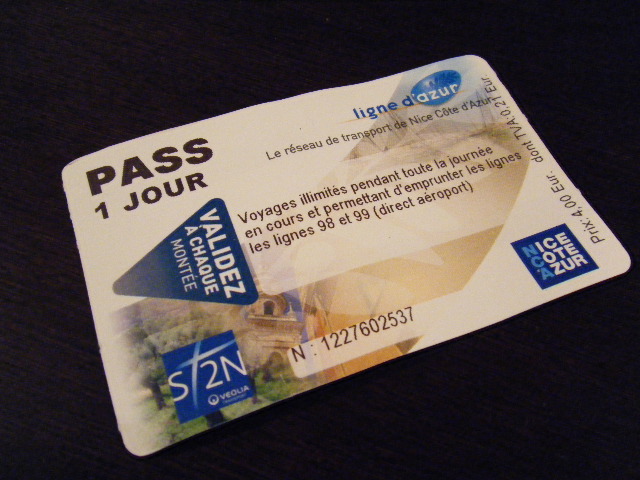 ligne d'azur
Le réseau de transport de Nice Côte d'Azur
PASS
1 JOUR
Voyages illimités pendant toute la journée
en cours et permettant d'emprunter les lignes
les lignes 98 et 99 (direct aéroport)
VALIDEZ
À CHAQUE
MONTÉE
Prix: 4,00 Eur. dont TVA: 0,21 Eur.
NICE
CÔTE
D'AZUR
N : 1227602537
ST2N
VEOLIA